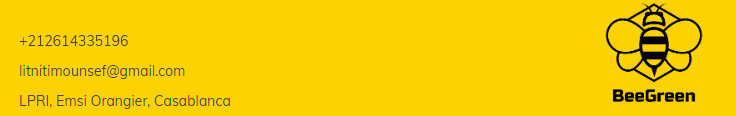 +212614335196
litnitimounsef@gmail.com
LPRI, Emsi Orangier, Casablanca
BeeGreen